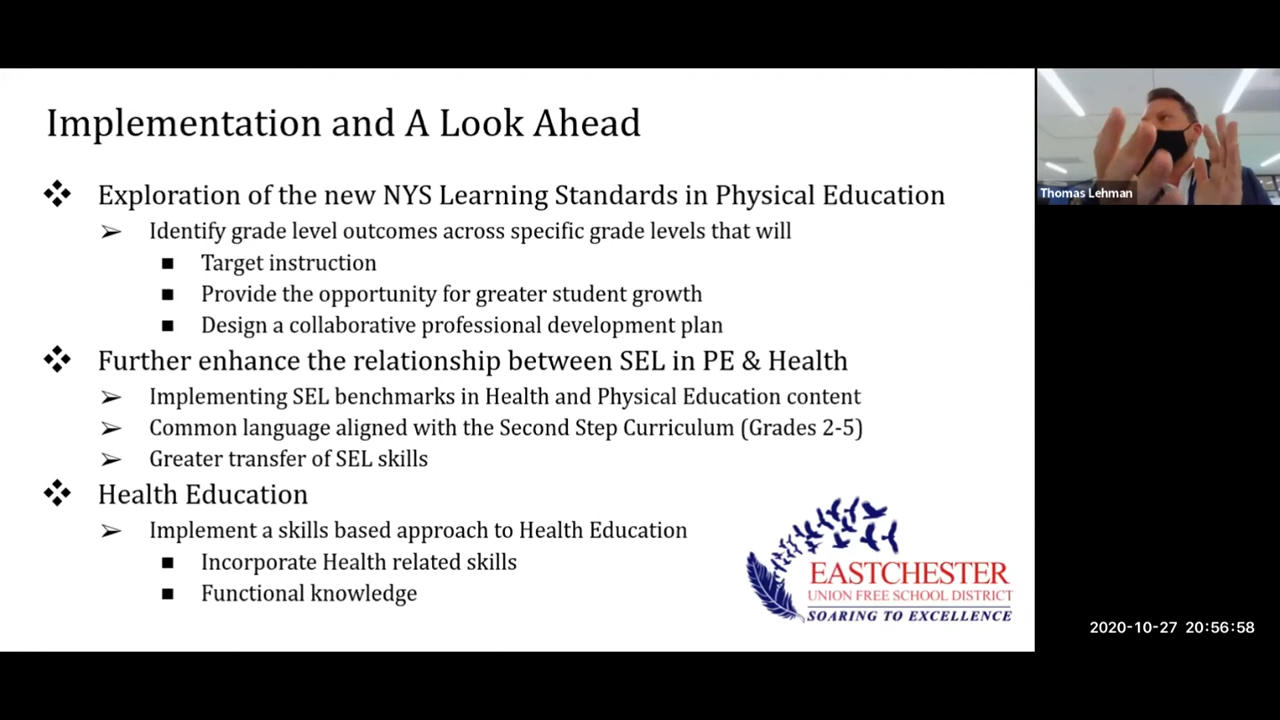 Implementation and A Look Ahead
Exploration of the new NYS Learning Standards in Physical Education
Identify grade level outcomes across specific grade levels that will
Target instruction
Provide the opportunity for greater student growth
Design a collaborative professional development plan
Further enhance the relationship between SEL in PE & Health
Implementing SEL benchmarks in Health and Physical Education content
Common language aligned with the Second Step Curriculum (Grades 2-5)
Greater transfer of SEL skills
Health Education
Implement a skills based approach to Health Education
Incorporate Health related skills
Functional knowledge
EASTCHESTER
UNION FREE SCHOOL DISTRICT
SOARING TO EXCELLENCE
Thomas Lehman
2020-10-27 20:56:58